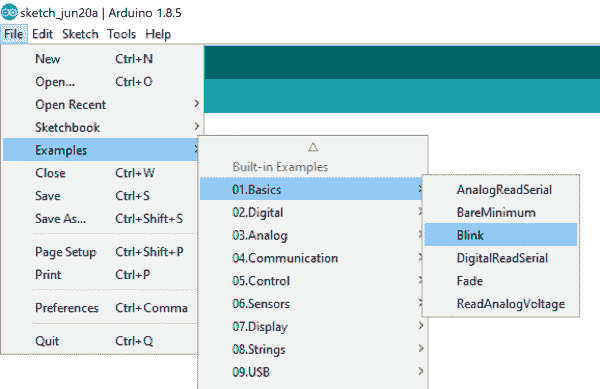 sketch_jun20a | Arduino 1.8.5
File Edit Sketch Tools Help
New Ctrl+N
Open... Ctrl+O
Open Recent
Sketchbook
Examples
Close Ctrl+W
Save Ctrl+S
Save As... Ctrl+Shift+S
Page Setup Ctrl+Shift+P
Print Ctrl+P
Preferences Ctrl+Comma
Quit Ctrl+Q
Built-in Examples
01.Basics
02.Digital
03.Analog
04.Communication
05.Control
06.Sensors
07.Display
08.Strings
09.USB
AnalogReadSerial
BareMinimum
Blink
DigitalReadSerial
Fade
ReadAnalogVoltage